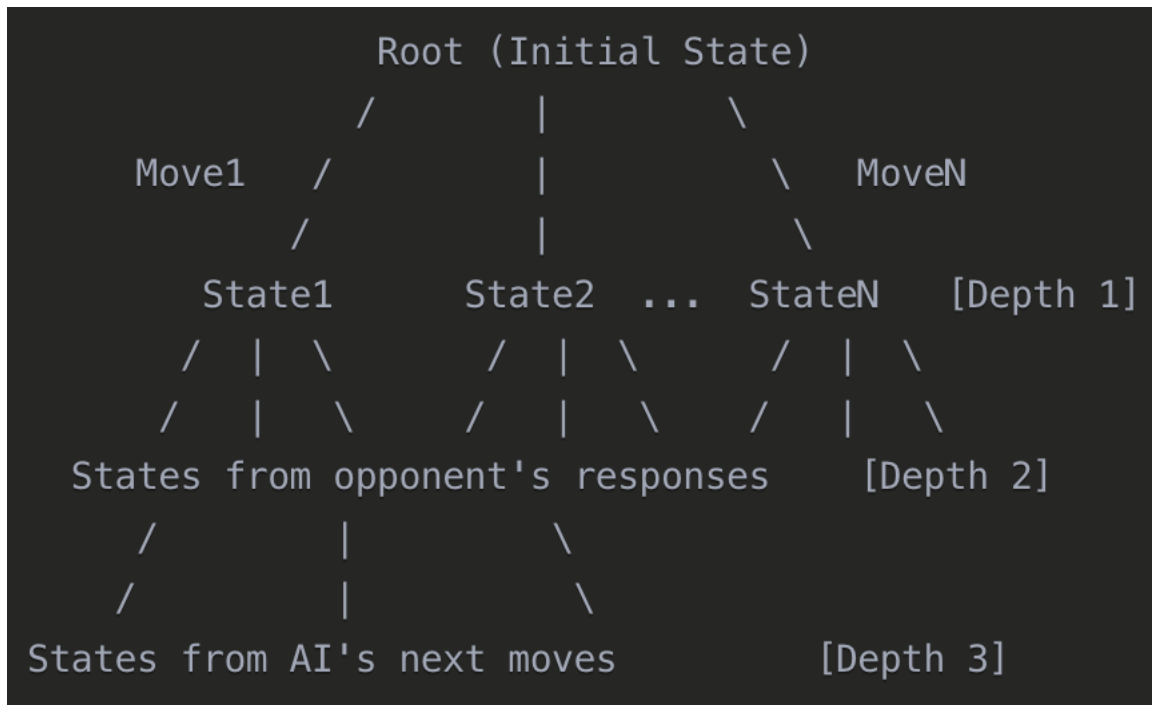 Root (Initial State)
/ | \
Move1 / | \ MoveN
/ | \
State1 State2 ... StateN [Depth 1]
/ | \ / | \ / | \
/ | \ / | \ / | \
States from opponent's responses [Depth 2]
/ | \
/ | \
States from AI's next moves [Depth 3]